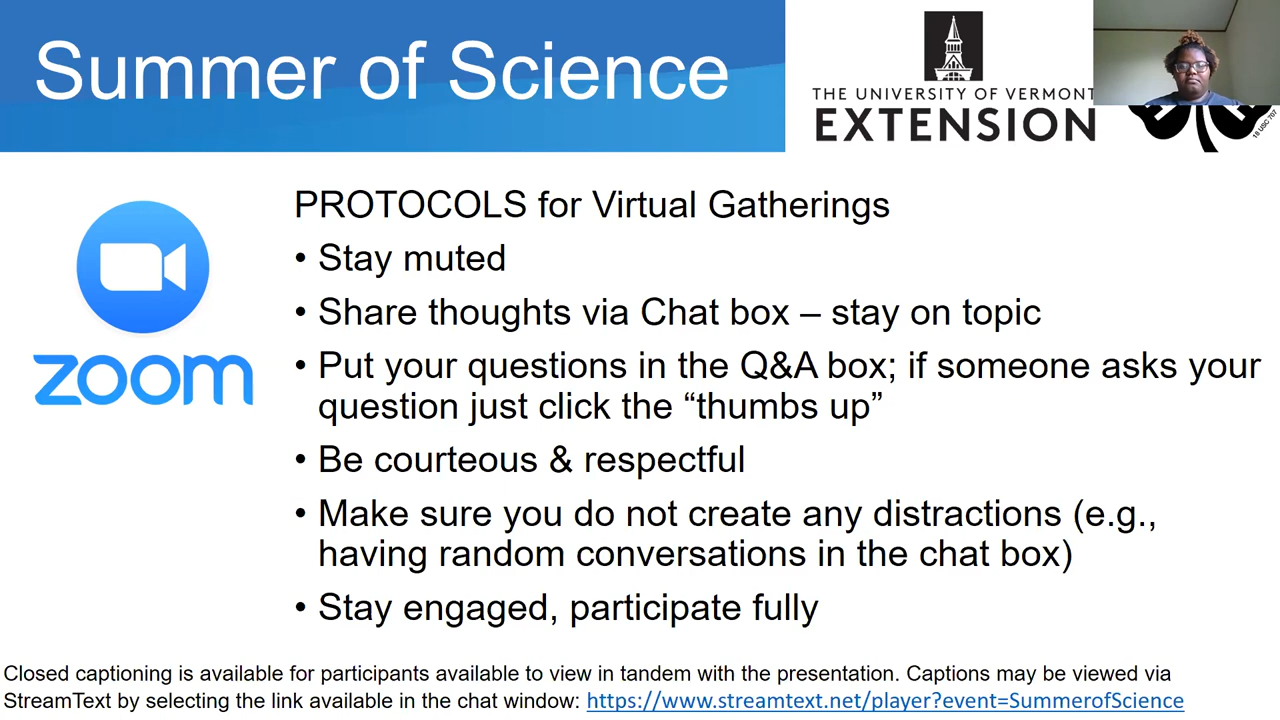 Summer of Science
THE UNIVERSITY OF VERMONT
EXTENSION
18 USC 707
zoom
PROTOCOLS for Virtual Gatherings
• Stay muted
• Share thoughts via Chat box – stay on topic
• Put your questions in the Q&A box; if someone asks your
question just click the “thumbs up”
• Be courteous & respectful
• Make sure you do not create any distractions (e.g.,
having random conversations in the chat box)
• Stay engaged, participate fully
Closed captioning is available for participants available to view in tandem with the presentation. Captions may be viewed via
StreamText by selecting the link available in the chat window: https://www.streamtext.net/player?event=SummerofScience